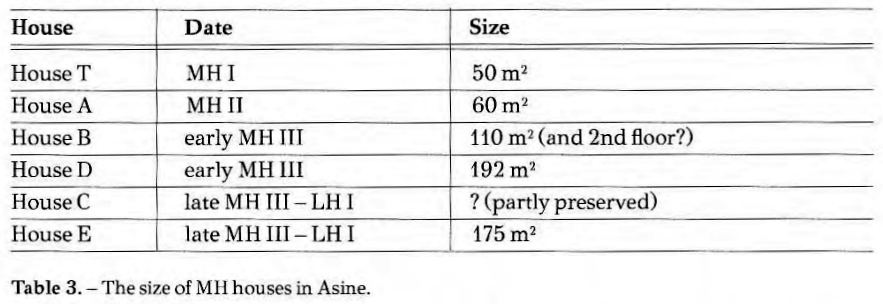 House Date Size
House T MH I 50 m²
House A MH II 60 m²
House B early MH III 110 m² (and 2nd floor?)
House D early MH III 192 m²
House C late MH III – LH I ? (partly preserved)
House E late MH III – LH I 175 m²
Table 3. – The size of MH houses in Asine.